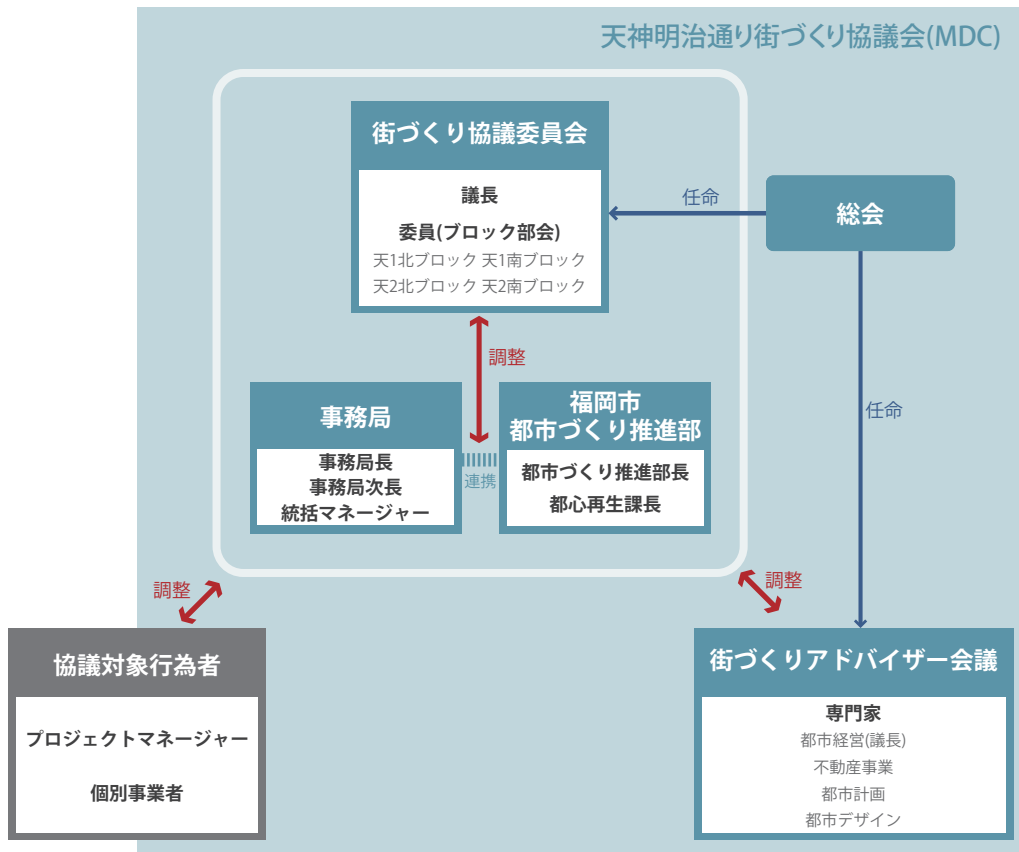 天神明治通り街づくり協議会(MDC)
街づくり協議委員会
議長
委員(ブロック部会)
天1北ブロック 天1南ブロック
天2北ブロック 天2南ブロック
任命
総会
調整
任命
事務局
事務局長
事務局次長
統括マネージャー
連携
福岡市
都市づくり推進部
都市づくり推進部長
都心再生課長
調整
調整
協議対象行為者
プロジェクトマネージャー
個別事業者
街づくりアドバイザー会議
専門家
都市経営(議長)
不動産事業
都市計画
都市デザイン